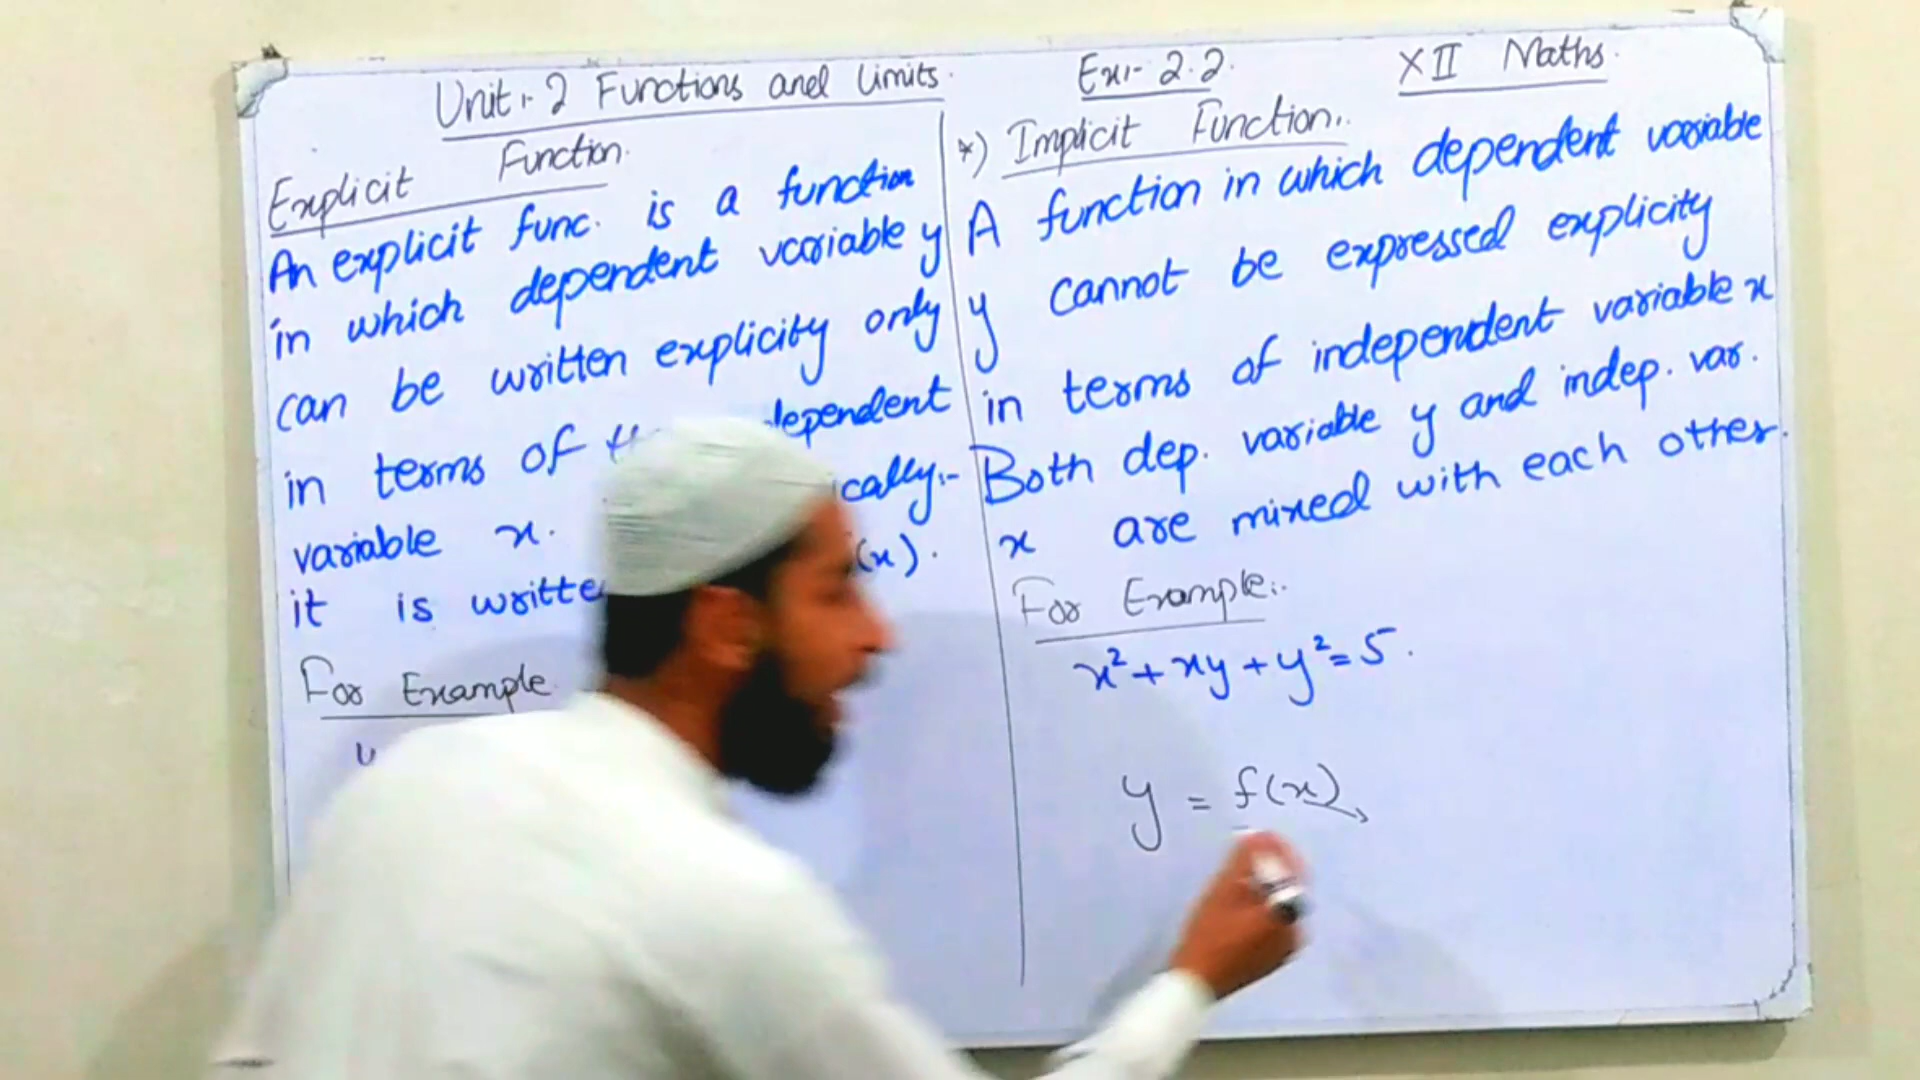 Unit:- 2 Functions and Limits.
Ex:- 2.2.
XII Maths.
Explicit Function.
An explicit func. is a function
in which dependent variable y
can be written explicity only
in terms of
variable x.
it is
(x).
For Example
*) Implicit Function:.
A function in which dependent variable
y cannot be expressed explicity
in terms of independent variable x
Both dep. variable y and indep. var.
x are mixed with each other.
For Example:.
x² + xy + y² = 5.
y = f(x)